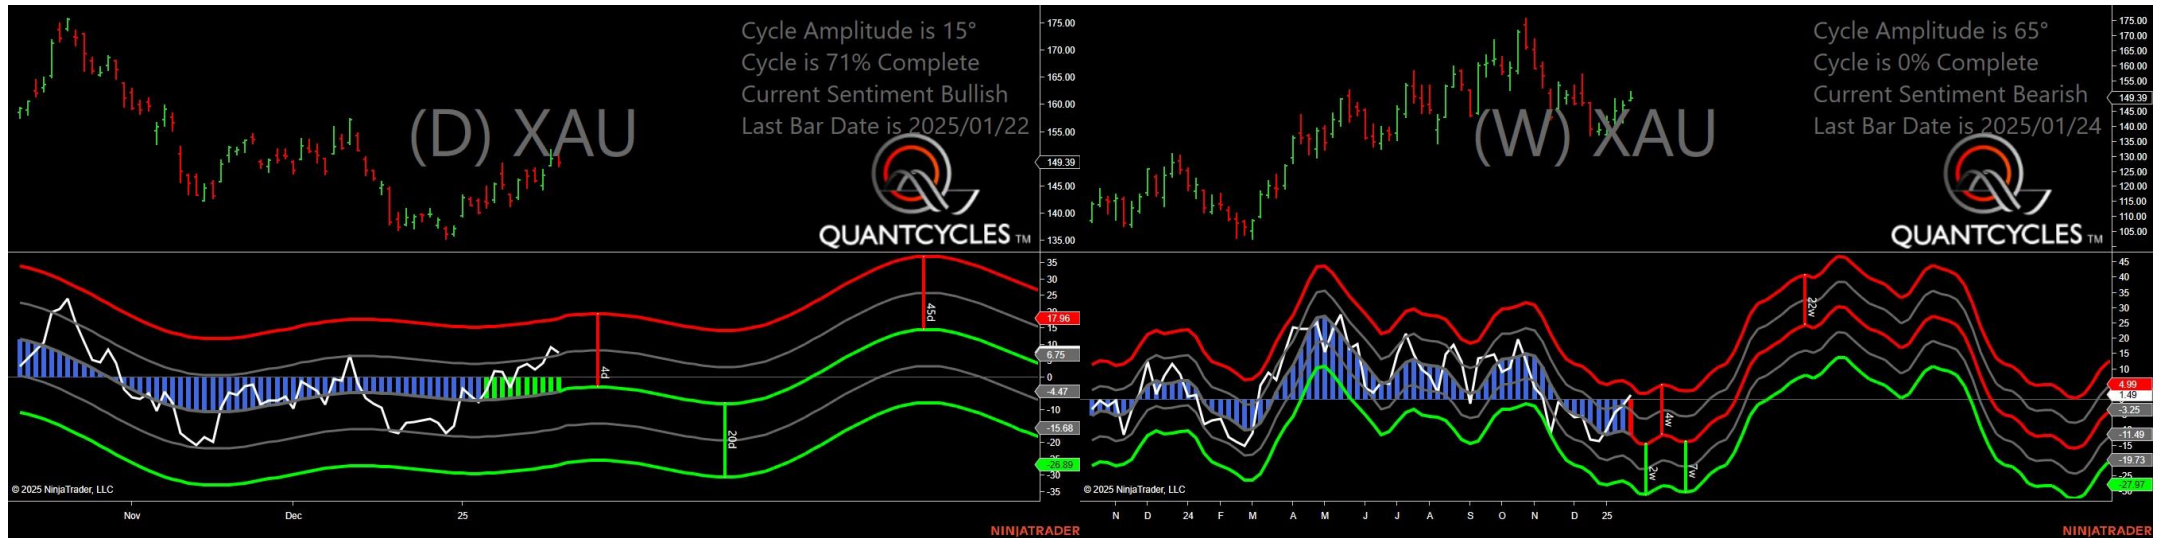 Cycle Amplitude is 15°
Cycle is 71% Complete
Current Sentiment Bullish
Last Bar Date is 2025/01/22
(D) XAU
QUANTCYCLES TM
175.00
170.00
165.00
160.00
155.00
149.39
145.00
140.00
135.00
35
30
25
17.96
15
10
6.75
0
-4.47
-10
-15.68
-20
-26.89
-30
-35
4d
20d
45d
© 2025 NinjaTrader, LLC
Nov
Dec
25
NINJATRADER
Cycle Amplitude is 65°
Cycle is 0% Complete
Current Sentiment Bearish
Last Bar Date is 2025/01/24
(W) XAU
QUANTCYCLES TM
175.00
170.00
165.00
160.00
155.00
149.39
145.00
140.00
135.00
130.00
125.00
120.00
115.00
110.00
105.00
45
40
35
30
25
20
15
10
4.99
1.49
-3.25
-11.49
-15
-19.73
-27.97
2w
4w
7w
22w
© 2025 NinjaTrader, LLC
N
D
24
F
M
A
M
J
J
A
S
O
N
D
25
NINJATRADER